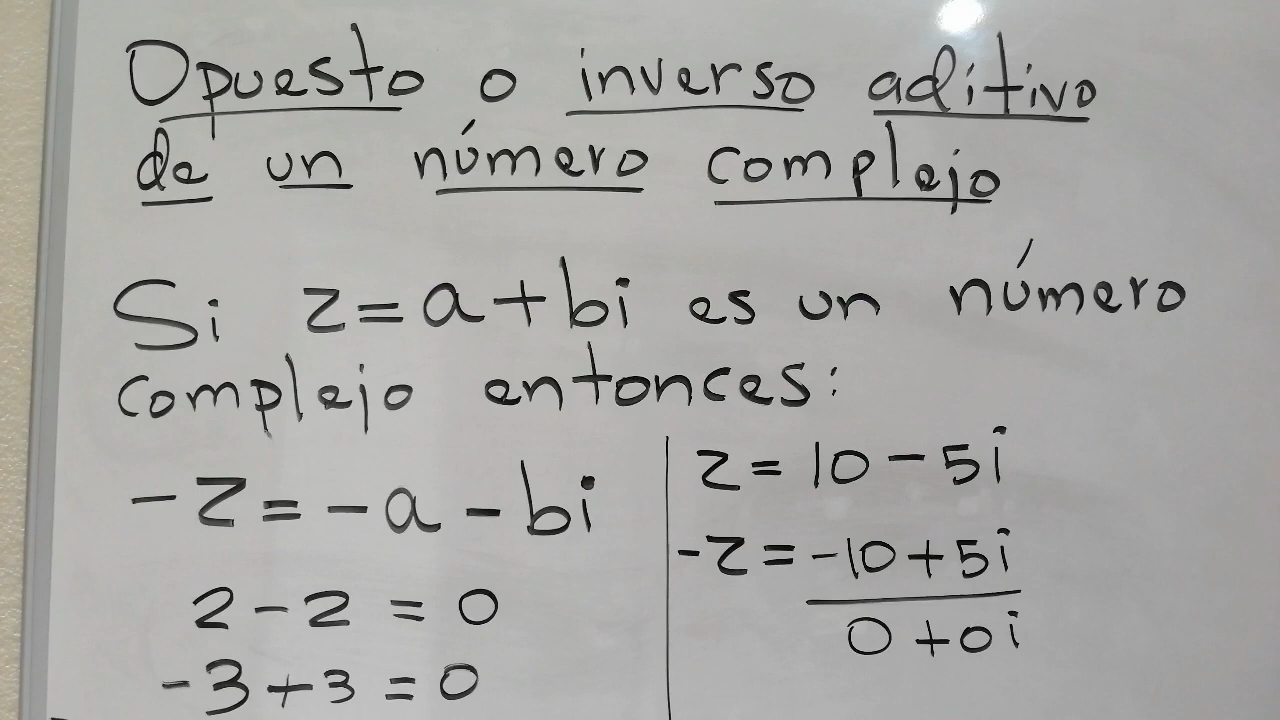 Opuesto o inverso aditivo
de un número complejo
Si z=a+bi es un número
complejo entonces:
-z=-a-bi
2-2=0
-3+3=0
z=10-5i
-z=-10+5i
0+0i